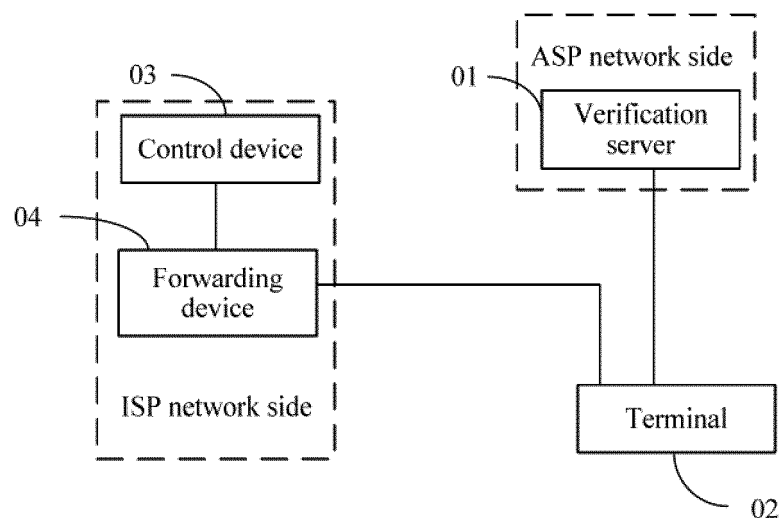 03
Control device
04
Forwarding
device
ISP network side
01
ASP network side
Verification
server
Terminal
02